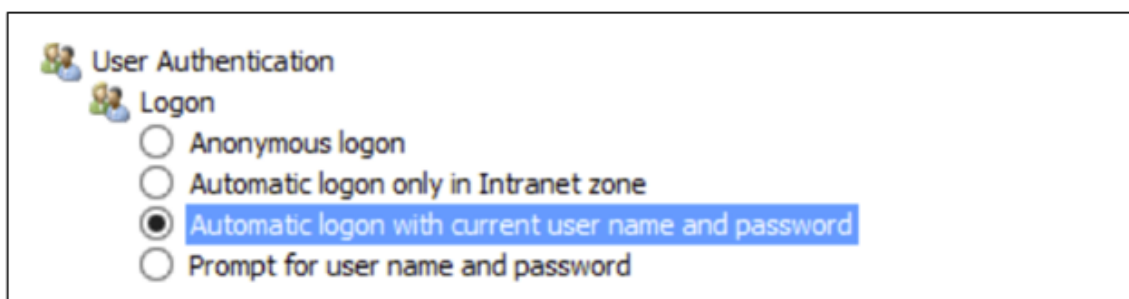 User Authentication
Logon
Anonymous logon
Automatic logon only in Intranet zone
Automatic logon with current user name and password
Prompt for user name and password